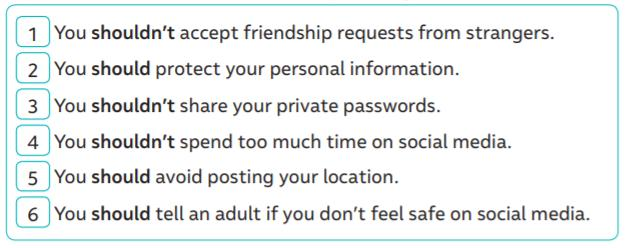 1 You shouldn't accept friendship requests from strangers.
2 You should protect your personal information.
3 You shouldn't share your private passwords.
4 You shouldn't spend too much time on social media.
5 You should avoid posting your location.
6 You should tell an adult if you don't feel safe on social media.